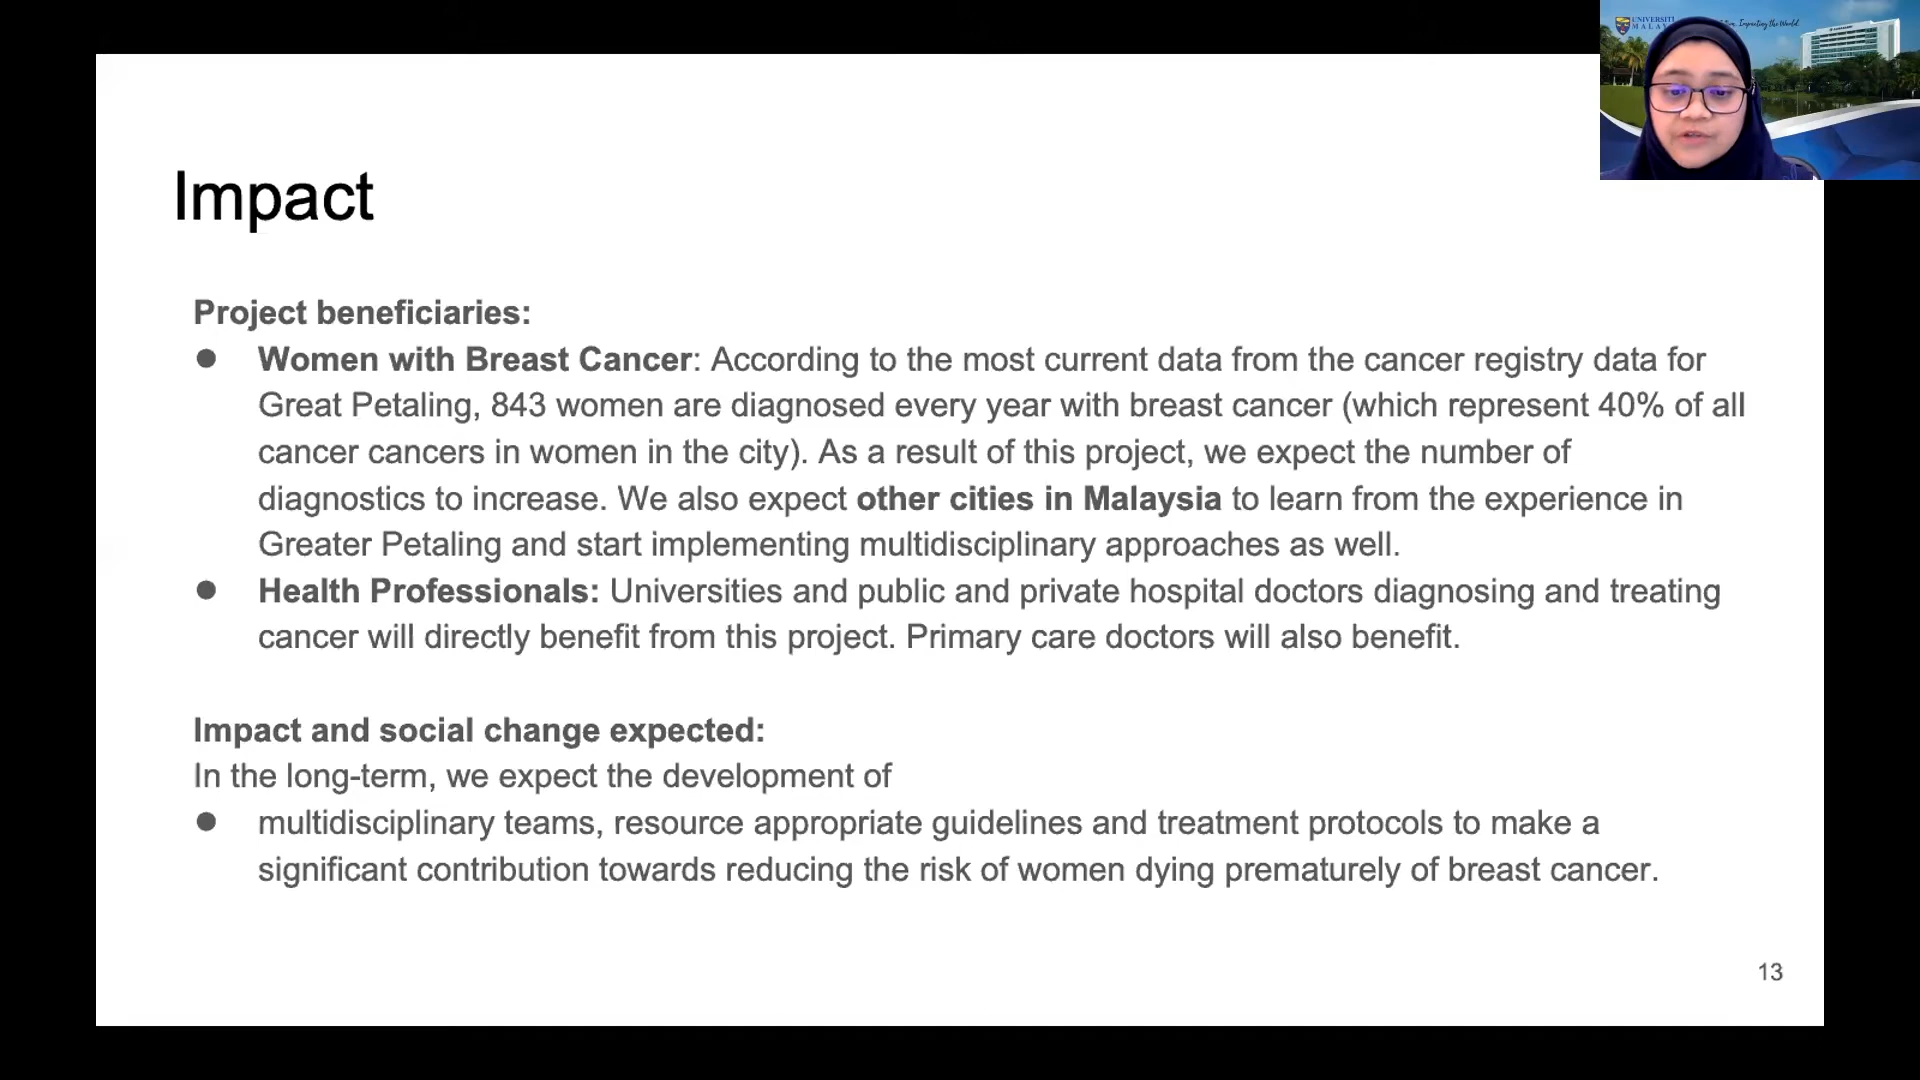 UNIVERSITI
Impacting the World
Impact
Project beneficiaries:
● Women with Breast Cancer: According to the most current data from the cancer registry data for
Great Petaling, 843 women are diagnosed every year with breast cancer (which represent 40% of all
cancer cancers in women in the city). As a result of this project, we expect the number of
diagnostics to increase. We also expect other cities in Malaysia to learn from the experience in
Greater Petaling and start implementing multidisciplinary approaches as well.
● Health Professionals: Universities and public and private hospital doctors diagnosing and treating
cancer will directly benefit from this project. Primary care doctors will also benefit.
Impact and social change expected:
In the long-term, we expect the development of
● multidisciplinary teams, resource appropriate guidelines and treatment protocols to make a
significant contribution towards reducing the risk of women dying prematurely of breast cancer.
13